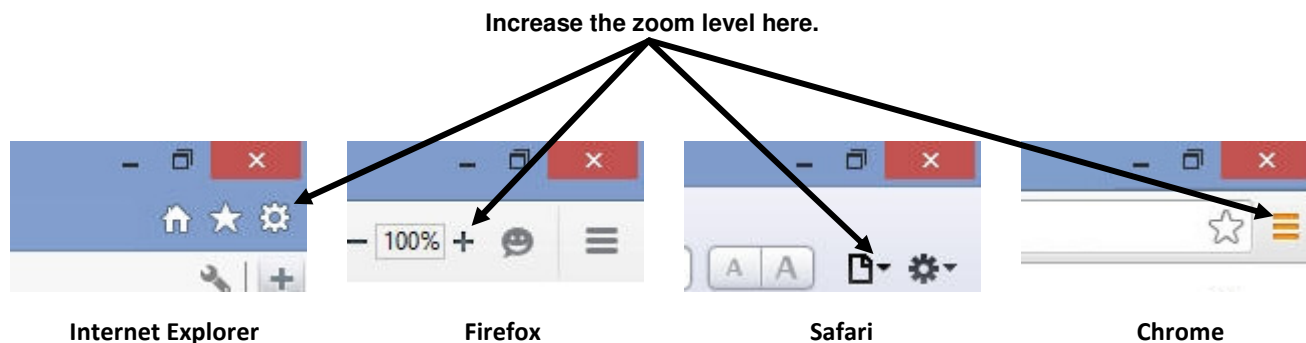 Increase the zoom level here.
100%
A A
Internet Explorer
Firefox
Safari
Chrome